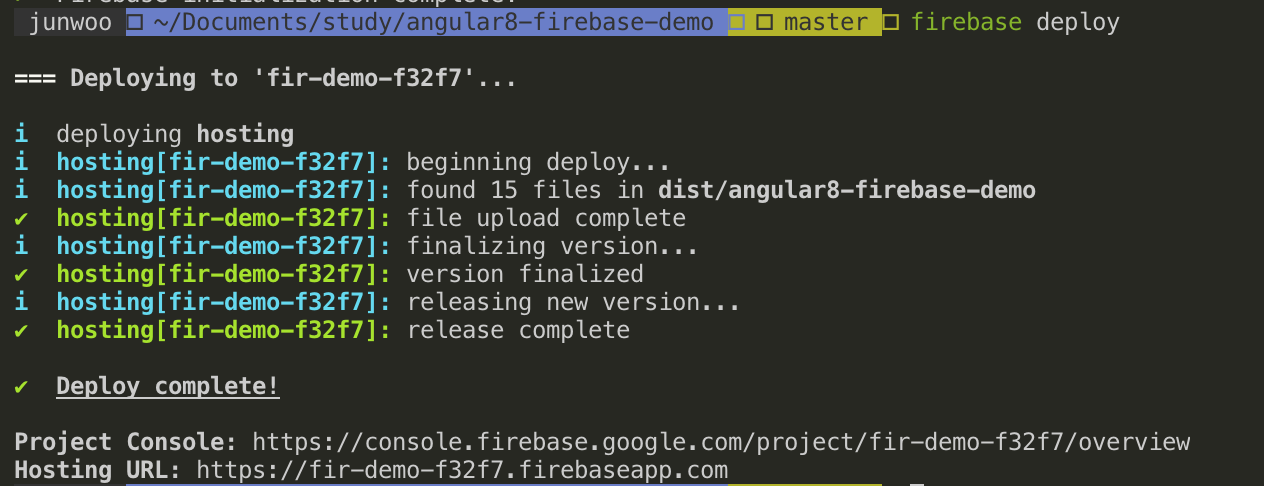 ✔ Firebase initialization complete!
junwoo □ ~/Documents/study/angular8-firebase-demo □ □ master □ firebase deploy
=== Deploying to 'fir-demo-f32f7'...
i deploying hosting
i hosting[fir-demo-f32f7]: beginning deploy...
i hosting[fir-demo-f32f7]: found 15 files in dist/angular8-firebase-demo
✔ hosting[fir-demo-f32f7]: file upload complete
i hosting[fir-demo-f32f7]: finalizing version...
✔ hosting[fir-demo-f32f7]: version finalized
i hosting[fir-demo-f32f7]: releasing new version...
✔ hosting[fir-demo-f32f7]: release complete
✔ Deploy complete!
Project Console: https://console.firebase.google.com/project/fir-demo-f32f7/overview
Hosting URL: https://fir-demo-f32f7.firebaseapp.com